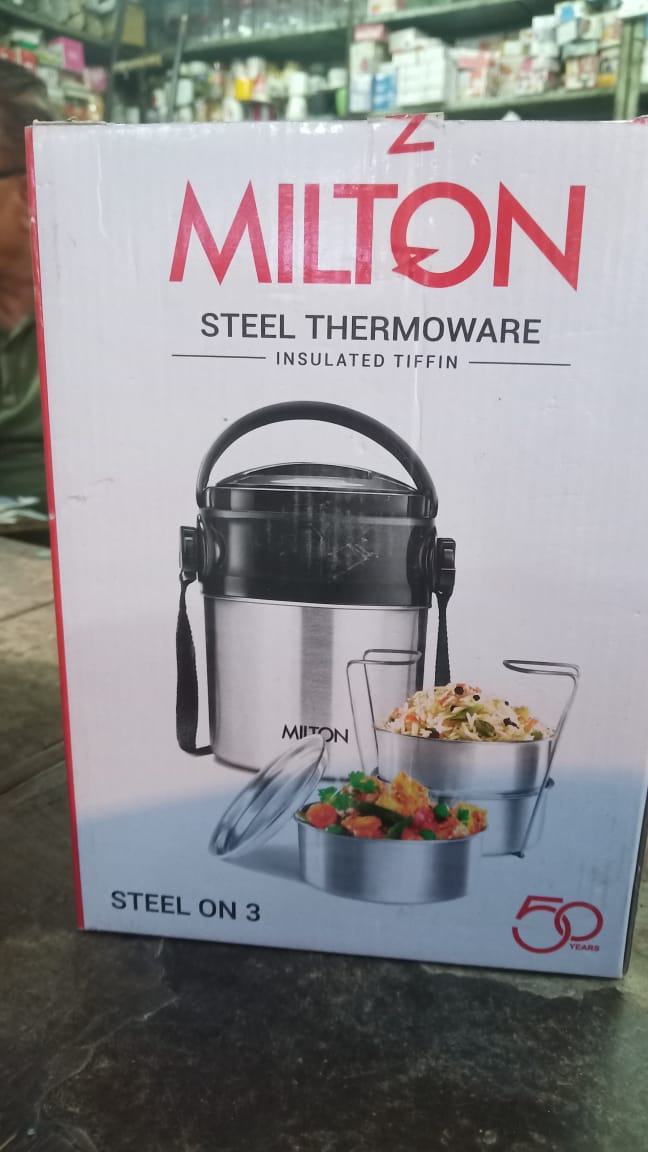 MILTON
STEEL THERMOWARE
INSULATED TIFFIN
MILTON
STEEL ON 3
50
YEARS